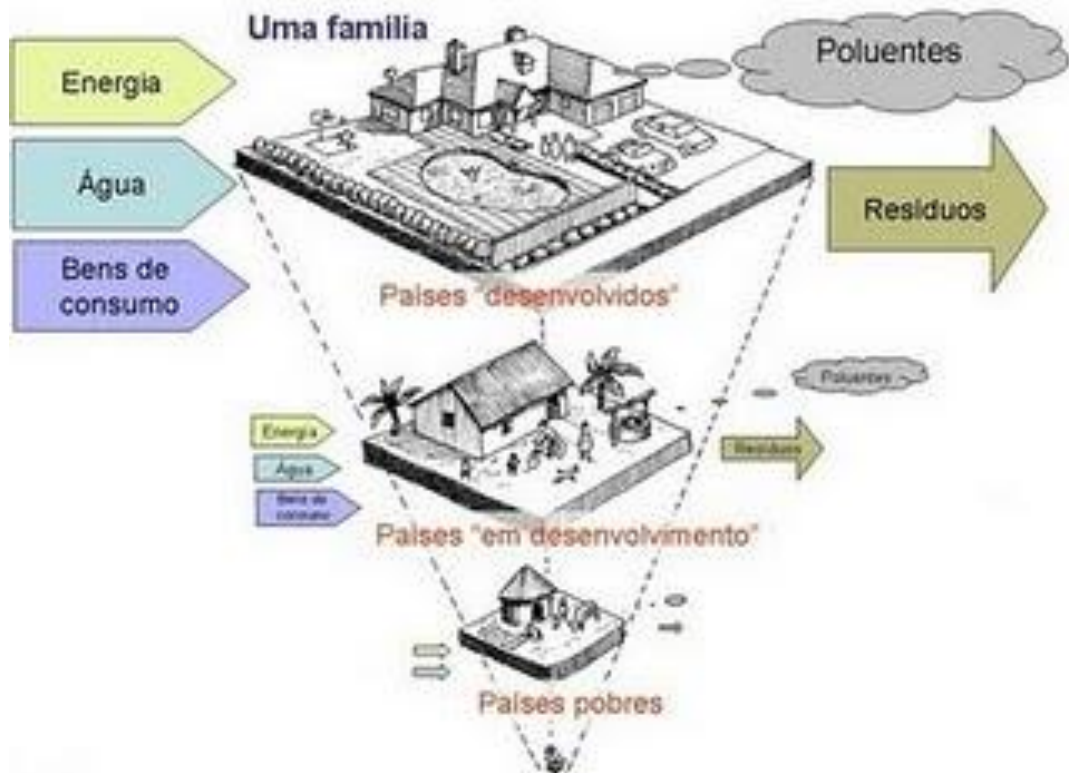 Uma familia
Poluentes
Energia
Água
Resíduos
Bens de
consumo
Países "desenvolvidos"
Poluentes
Energia
Água
Resíduos
Bens de
consumo
Países "em desenvolvimento"
Países pobres